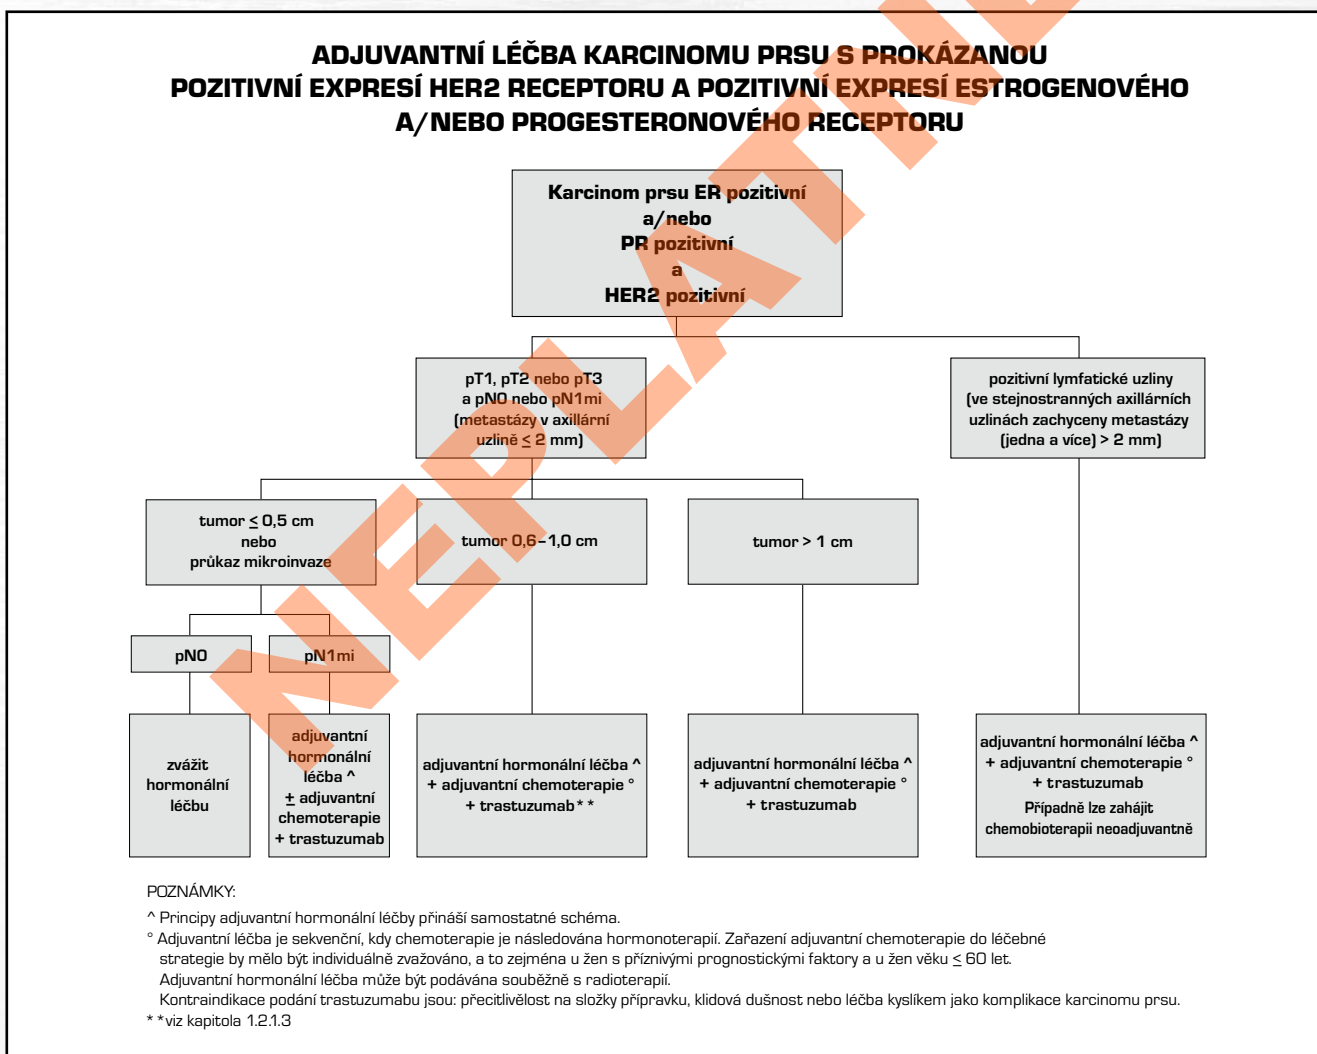 ADJUVANTNÍ LÉČBA KARCINOMU PRSU S PROKÁZANOU
POZITIVNÍ EXPRESÍ HER2 RECEPTORU A POZITIVNÍ EXPRESÍ ESTROGENOVÉHO
A/NEBO PROGESTERONOVÉHO RECEPTORU
Karcinom prsu ER pozitivní
a/nebo
PR pozitivní
a
HER2 pozitivní
pT1, pT2 nebo pT3
a pN0 nebo pN1mi
(metastázy v axillární
uzlině ≤ 2 mm)
pozitivní lymfatické uzliny
(ve stejnostranných axillárních
uzlinách zachyceny metastázy
(jedna a více) > 2 mm)
tumor ≤ 0,5 cm
nebo
průkaz mikroinvaze
tumor 0,6–1,0 cm
tumor > 1 cm
pN0
pN1mi
zvážit
hormonální
léčbu
adjuvantní
hormonální
léčba ^
± adjuvantní
chemoterapie
+ trastuzumab
adjuvantní hormonální léčba ^
+ adjuvantní chemoterapie °
+ trastuzumab**
adjuvantní hormonální léčba ^
+ adjuvantní chemoterapie °
+ trastuzumab
adjuvantní hormonální léčba ^
+ adjuvantní chemoterapie °
+ trastuzumab
Případně lze zahájit
chemobioterapii neoadjuvantně
POZNÁMKY:
^ Principy adjuvantní hormonální léčby přináší samostatné schéma.
° Adjuvantní léčba je sekvenční, kdy chemoterapie je následována hormonoterapií. Zařazení adjuvantní chemoterapie do léčebné
strategie by mělo být individuálně zvažováno, a to zejména u žen s příznivými prognostickými faktory a u žen věku ≤ 60 let.
Adjuvantní hormonální léčba může být podávána souběžně s radioterapií.
Kontraindikace podání trastuzumabu jsou: přecitlivělost na složky přípravku, klidová dušnost nebo léčba kyslíkem jako komplikace karcinomu prsu.
**viz kapitola 1.2.1.3
NEPLATNÉ